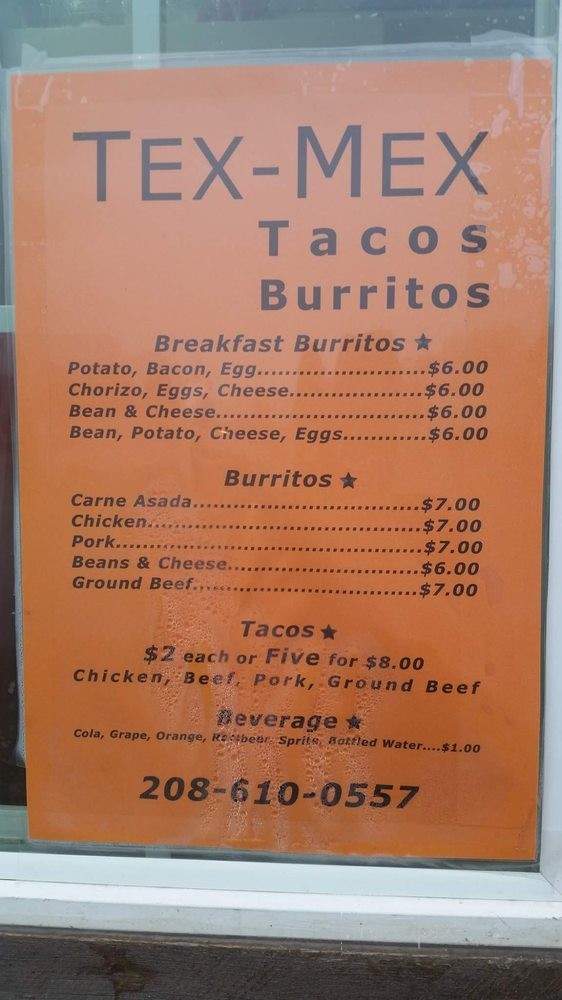 TEX-MEX
Tacos
Burritos
Breakfast Burritos ★
Potato, Bacon, Egg........................$6.00
Chorizo, Eggs, Cheese...................$6.00
Bean & Cheese..............................$6.00
Bean, Potato, Cheese, Eggs............$6.00
Burritos ★
Carne Asada................................$7.00
Chicken.......................................$7.00
Pork............................................$7.00
Beans & Cheese...........................$6.00
Ground Beef................................$7.00
Tacos ★
$2 each or Five for $8.00
Chicken, Beef, Pork, Ground Beef
Beverage ★
Cola, Grape, Orange, Rootbeer, Sprite, Bottled Water....$1.00
208-610-0557